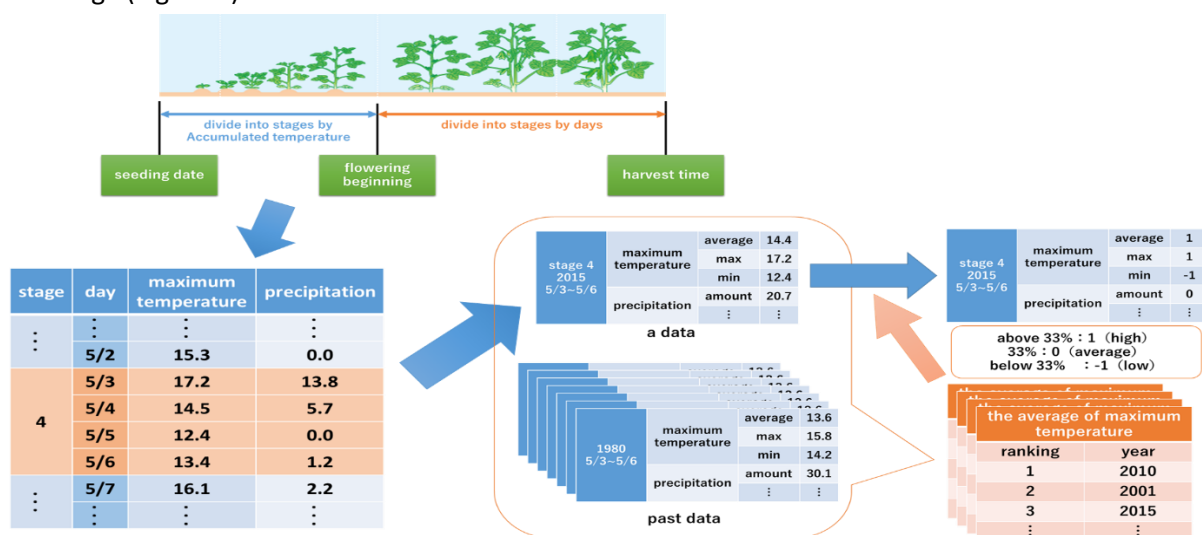 divide into stages by
Accumulated temperature
divide into stages by days
seeding date
flowering
beginning
harvest time
stage day maximum temperature precipitation
⋮ ⋮ ⋮ ⋮
5/2 15.3 0.0
4 5/3 17.2 13.8
5/4 14.5 5.7
5/5 12.4 0.0
5/6 13.4 1.2
⋮ 5/7 16.1 2.2
⋮ ⋮ ⋮
stage 4
2015
5/3~5/6
maximum
temperature
average 14.4
max 17.2
min 12.4
precipitation
amount 20.7
⋮ ⋮
a data
12.6
1980
5/3~5/6
maximum
temperature
average 13.6
max 15.8
min 14.2
precipitation
amount 30.1
⋮ ⋮
past data
stage 4
2015
5/3~5/6
maximum
temperature
average 1
max 1
min -1
precipitation
amount 0
⋮ ⋮
above 33%:1 (high)
33%:0 (average)
below 33% :-1 (low)
the average of maximum
temperature
ranking year
1 2010
2 2001
3 2015
⋮ ⋮